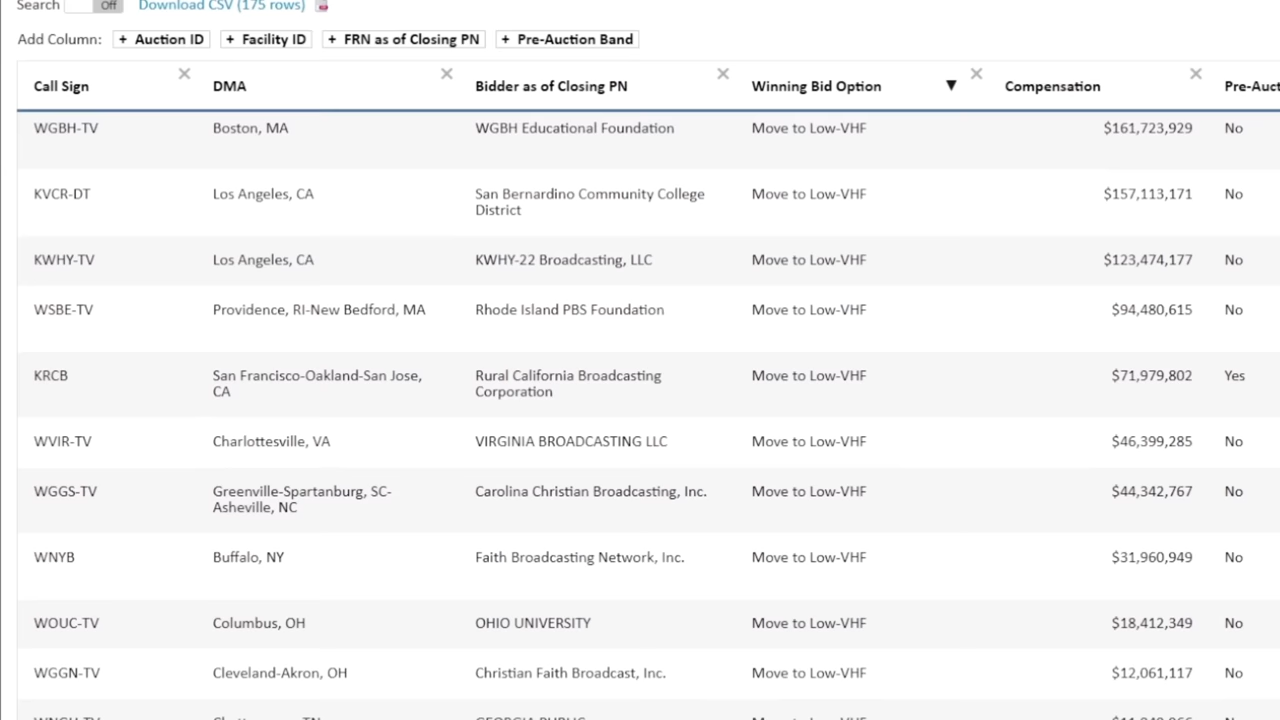 Search Off Download CSV (175 rows)
Add Column: + Auction ID + Facility ID + FRN as of Closing PN + Pre-Auction Band
Call Sign DMA Bidder as of Closing PN Winning Bid Option ▼ Compensation Pre-Auct
WGBH-TV Boston, MA WGBH Educational Foundation Move to Low-VHF $161,723,929 No
KVCR-DT Los Angeles, CA San Bernardino Community College Move to Low-VHF $157,113,171 No
District
KWHY-TV Los Angeles, CA KWHY-22 Broadcasting, LLC Move to Low-VHF $123,474,177 No
WSBE-TV Providence, RI-New Bedford, MA Rhode Island PBS Foundation Move to Low-VHF $94,480,615 No
KRCB San Francisco-Oakland-San Jose, Rural California Broadcasting Move to Low-VHF $71,979,802 Yes
CA Corporation
WVIR-TV Charlottesville, VA VIRGINIA BROADCASTING LLC Move to Low-VHF $46,399,285 No
WGGS-TV Greenville-Spartanburg, SC- Carolina Christian Broadcasting, Inc. Move to Low-VHF $44,342,767 No
Asheville, NC
WNYB Buffalo, NY Faith Broadcasting Network, Inc. Move to Low-VHF $31,960,949 No
WOUC-TV Columbus, OH OHIO UNIVERSITY Move to Low-VHF $18,412,349 No
WGGN-TV Cleveland-Akron, OH Christian Faith Broadcast, Inc. Move to Low-VHF $12,061,117 No